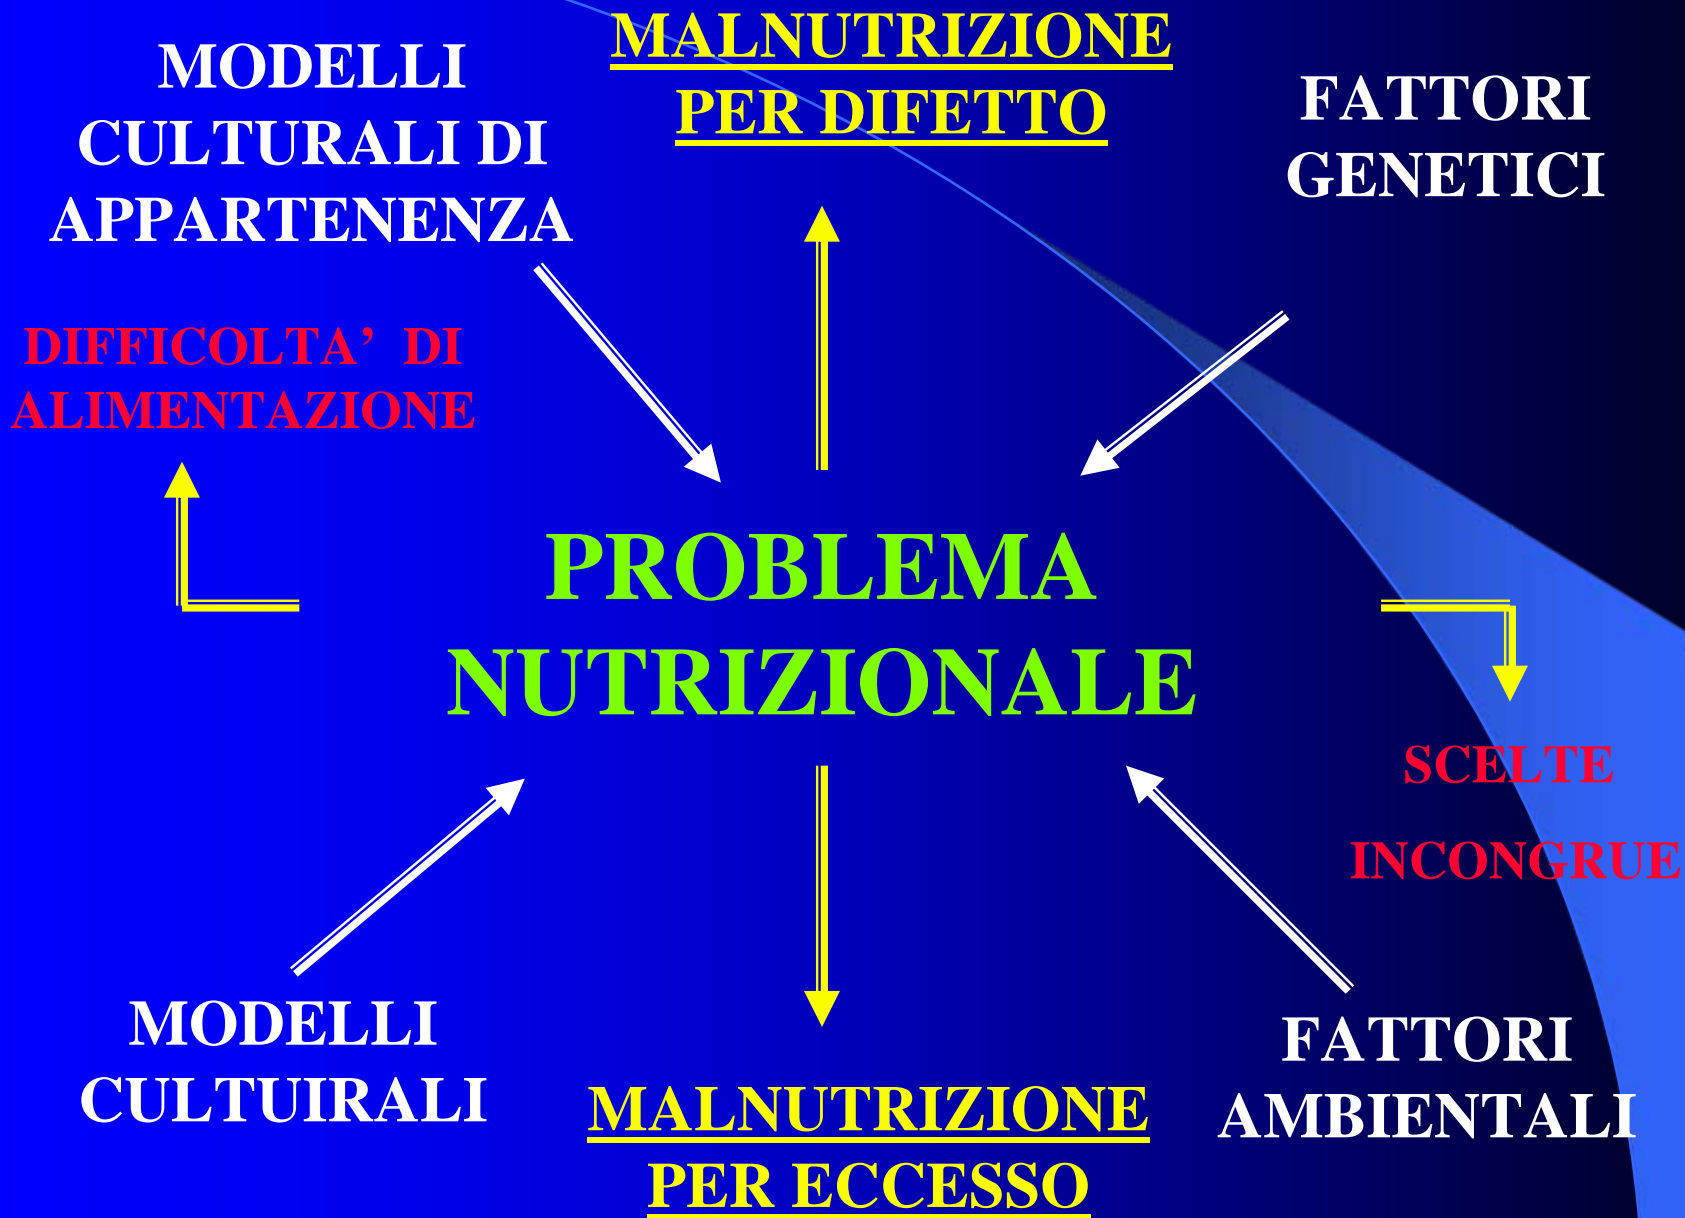 MODELLI
CULTURALI DI
APPARTENENZA
MALNUTRIZIONE
PER DIFETTO
FATTORI
GENETICI
DIFFICOLTA’ DI
ALIMENTAZIONE
PROBLEMA
NUTRIZIONALE
SCELTE
INCONGRUE
MODELLI
CULTUIRALI
MALNUTRIZIONE
PER ECCESSO
FATTORI
AMBIENTALI